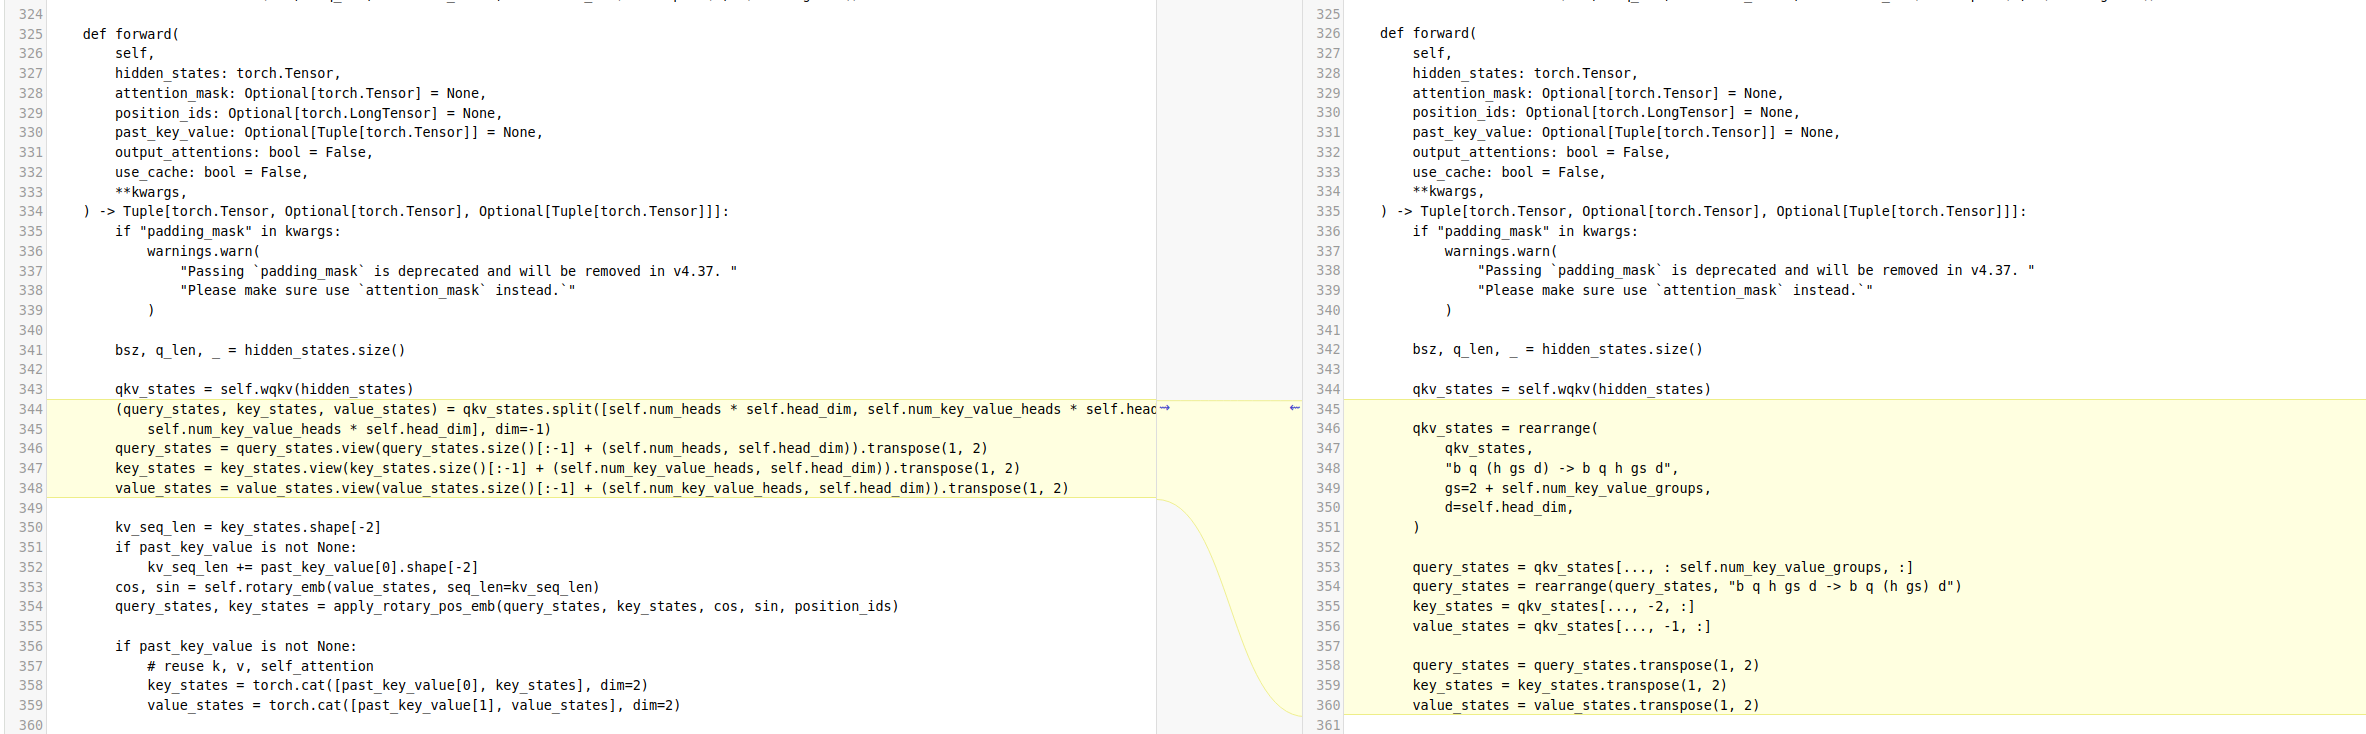 324
325 def forward(
326 self,
327 hidden_states: torch.Tensor,
328 attention_mask: Optional[torch.Tensor] = None,
329 position_ids: Optional[torch.LongTensor] = None,
330 past_key_value: Optional[Tuple[torch.Tensor]] = None,
331 output_attentions: bool = False,
332 use_cache: bool = False,
333 **kwargs,
334 ) -> Tuple[torch.Tensor, Optional[torch.Tensor], Optional[Tuple[torch.Tensor]]]:
335 if "padding_mask" in kwargs:
336 warnings.warn(
337 "Passing `padding_mask` is deprecated and will be removed in v4.37. "
338 "Please make sure use `attention_mask` instead.`"
339 )
340
341 bsz, q_len, _ = hidden_states.size()
342
343 qkv_states = self.wqkv(hidden_states)
344 (query_states, key_states, value_states) = qkv_states.split([self.num_heads * self.head_dim, self.num_key_value_heads * self.head
345 self.num_key_value_heads * self.head_dim], dim=-1)
346 query_states = query_states.view(query_states.size()[:-1] + (self.num_heads, self.head_dim)).transpose(1, 2)
347 key_states = key_states.view(key_states.size()[:-1] + (self.num_key_value_heads, self.head_dim)).transpose(1, 2)
348 value_states = value_states.view(value_states.size()[:-1] + (self.num_key_value_heads, self.head_dim)).transpose(1, 2)
349
350 kv_seq_len = key_states.shape[-2]
351 if past_key_value is not None:
352 kv_seq_len += past_key_value[0].shape[-2]
353 cos, sin = self.rotary_emb(value_states, seq_len=kv_seq_len)
354 query_states, key_states = apply_rotary_pos_emb(query_states, key_states, cos, sin, position_ids)
355
356 if past_key_value is not None:
357 # reuse k, v, self_attention
358 key_states = torch.cat([past_key_value[0], key_states], dim=2)
359 value_states = torch.cat([past_key_value[1], value_states], dim=2)
360
325
326 def forward(
327 self,
328 hidden_states: torch.Tensor,
329 attention_mask: Optional[torch.Tensor] = None,
330 position_ids: Optional[torch.LongTensor] = None,
331 past_key_value: Optional[Tuple[torch.Tensor]] = None,
332 output_attentions: bool = False,
333 use_cache: bool = False,
334 **kwargs,
335 ) -> Tuple[torch.Tensor, Optional[torch.Tensor], Optional[Tuple[torch.Tensor]]]:
336 if "padding_mask" in kwargs:
337 warnings.warn(
338 "Passing `padding_mask` is deprecated and will be removed in v4.37. "
339 "Please make sure use `attention_mask` instead.`"
340 )
341
342 bsz, q_len, _ = hidden_states.size()
343
344 qkv_states = self.wqkv(hidden_states)
345
346 qkv_states = rearrange(
347 qkv_states,
348 "b q (h gs d) -> b q h gs d",
349 gs=2 + self.num_key_value_groups,
350 d=self.head_dim,
351 )
352
353 query_states = qkv_states[..., : self.num_key_value_groups, :]
354 query_states = rearrange(query_states, "b q h gs d -> b q (h gs) d")
355 key_states = qkv_states[..., -2, :]
356 value_states = qkv_states[..., -1, :]
357
358 query_states = query_states.transpose(1, 2)
359 key_states = key_states.transpose(1, 2)
360 value_states = value_states.transpose(1, 2)
361